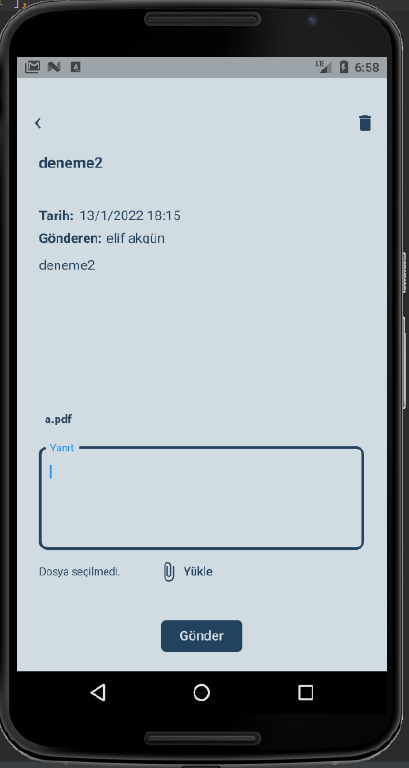 ],
LTE 6:58
deneme2
Tarih: 13/1/2022 18:15
Gönderen: elif akgün
deneme2
a.pdf
Yanıt
Dosya seçilmedi.
Yükle
Gönder